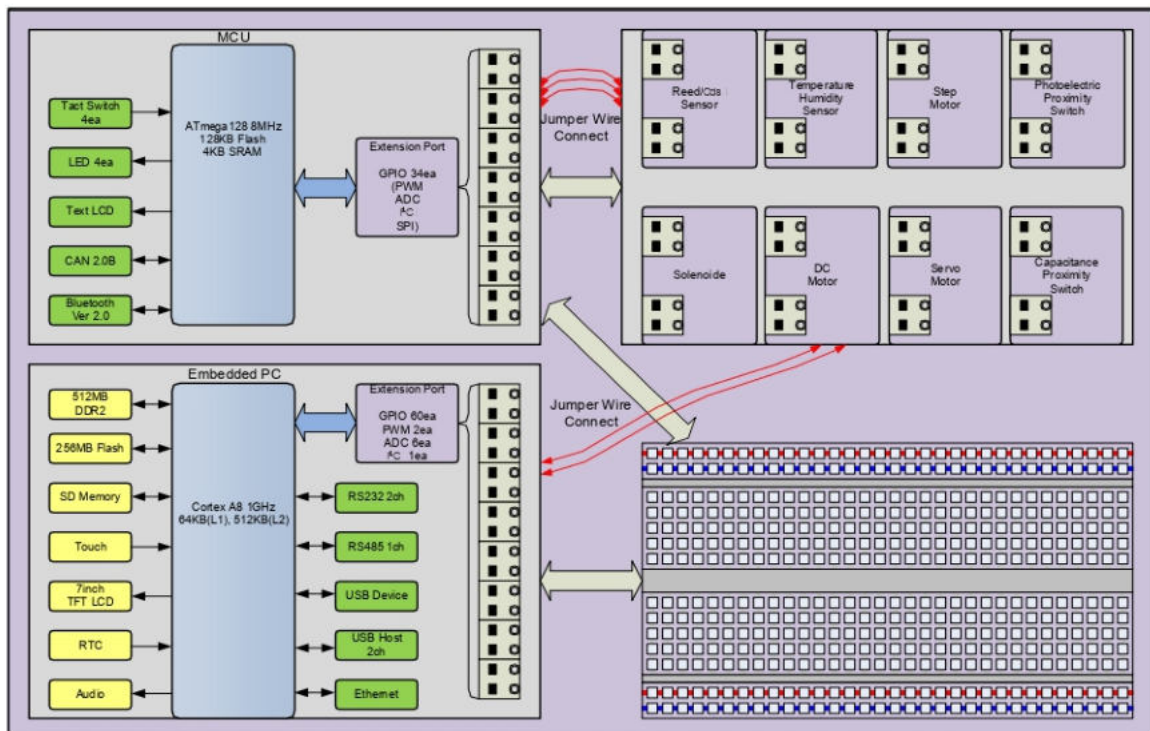 MCU
Tact Switch
4ea
LED 4ea
Text LCD
CAN 2.0B
Bluetooth
Ver 2.0
ATmega128 8MHz
128KB Flash
4KB SRAM
Extension Port
GPIO 34ea
(PWM
ADC
I²C
SPI)
Jumper Wire
Connect
Reed/Cds
Sensor
Temperature
Humidity
Sensor
Step
Motor
Photoelectric
Proximity
Switch
Solenoide
DC
Motor
Servo
Motor
Capacitance
Proximity
Switch
Embedded PC
512MB
DDR2
256MB Flash
SD Memory
Touch
7inch
TFT LCD
RTC
Audio
Cortex A8 1GHz
64KB(L1), 512KB(L2)
Extension Port
GPIO 60ea
PWM 2ea
ADC 6ea
I²C 1ea
RS232 2ch
RS485 1ch
USB Device
USB Host
2ch
Ethernet
Jumper Wire
Connect